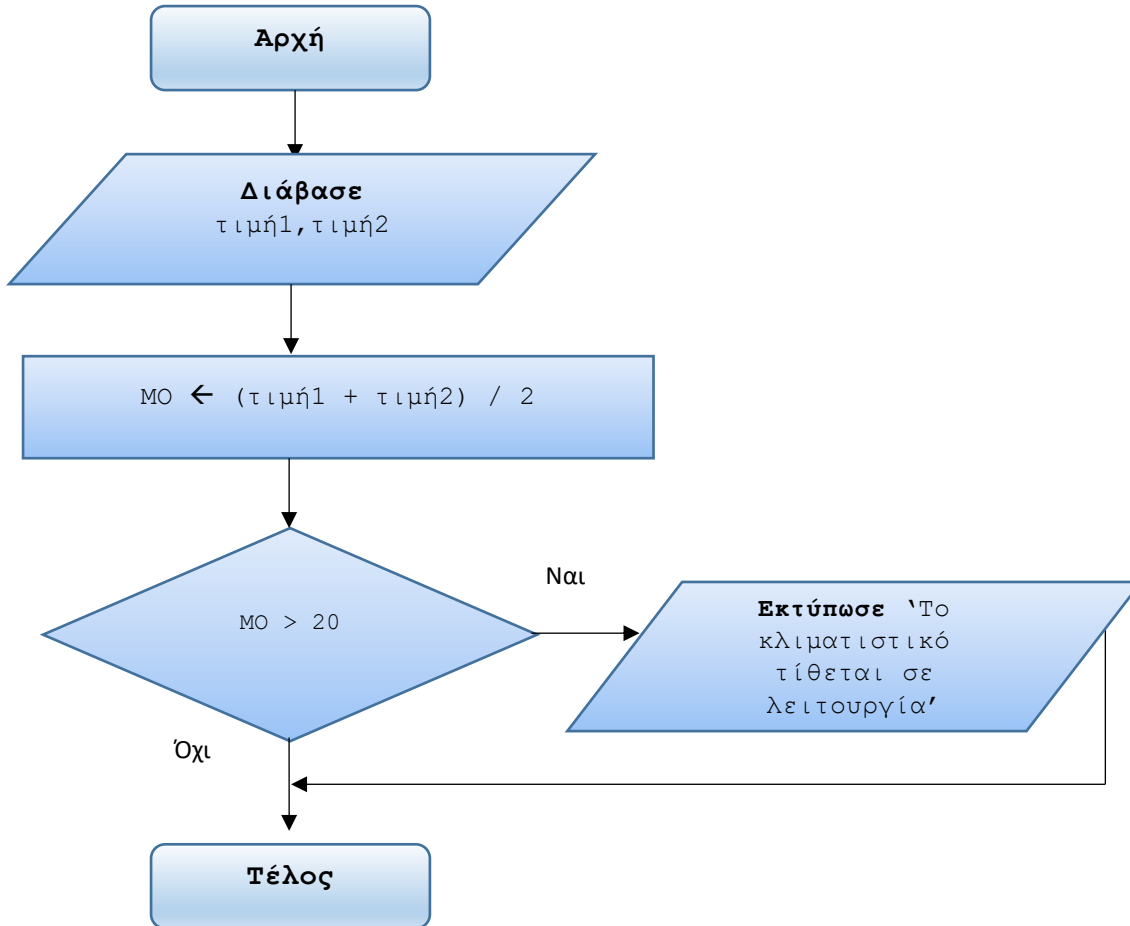 Αρχή
Διάβασε
τιμή1,τιμή2
ΜΟ ← (τιμή1 + τιμή2) / 2
ΜΟ > 20
Ναι
Εκτύπωσε ‘Το
κλιματιστικό
τίθεται σε
λειτουργία’
Όχι
Τέλος